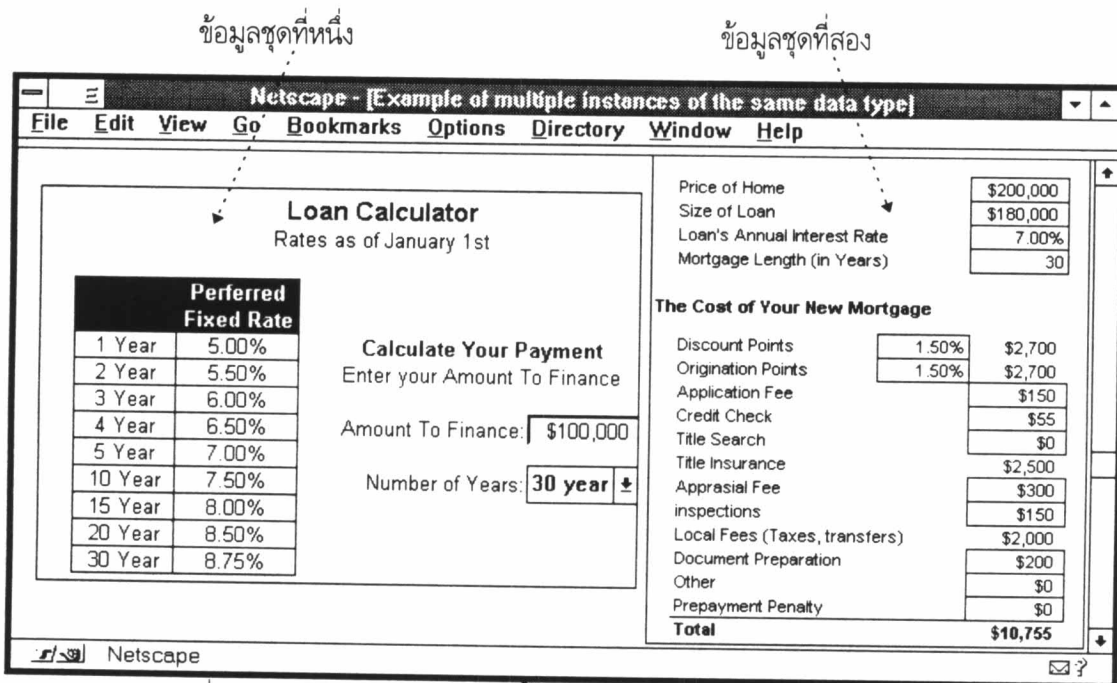 ข้อมูลชุดที่หนึ่ง
ข้อมูลชุดที่สอง
Netscape - [Example of multiple instances of the same data type]
File Edit View Go Bookmarks Options Directory Window Help
Loan Calculator
Rates as of January 1st
Perferred
Fixed Rate
1 Year 5.00%
2 Year 5.50%
3 Year 6.00%
4 Year 6.50%
5 Year 7.00%
10 Year 7.50%
15 Year 8.00%
20 Year 8.50%
30 Year 8.75%
Calculate Your Payment
Enter your Amount To Finance
Amount To Finance: $100,000
Number of Years: 30 year
Price of Home $200,000
Size of Loan $180,000
Loan's Annual Interest Rate 7.00%
Mortgage Length (in Years) 30
The Cost of Your New Mortgage
Discount Points 1.50% $2,700
Origination Points 1.50% $2,700
Application Fee $150
Credit Check $55
Title Search $0
Title Insurance $2,500
Apprasial Fee $300
inspections $150
Local Fees (Taxes, transfers) $2,000
Document Preparation $200
Other $0
Prepayment Penalty $0
Total $10,755
Netscape